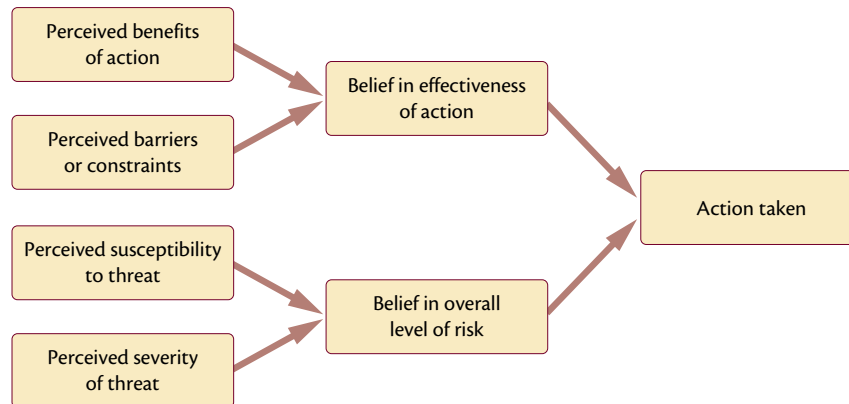 Perceived benefits
of action
Perceived barriers
or constraints
Perceived susceptibility
to threat
Perceived severity
of threat
Belief in effectiveness
of action
Belief in overall
level of risk
Action taken